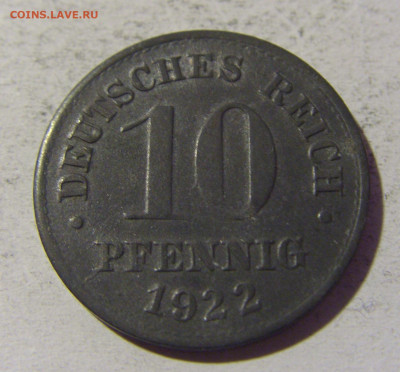 COINS.LAVE.RU
· DEUTSCHES REICH ·
10
PFENNIG
1922